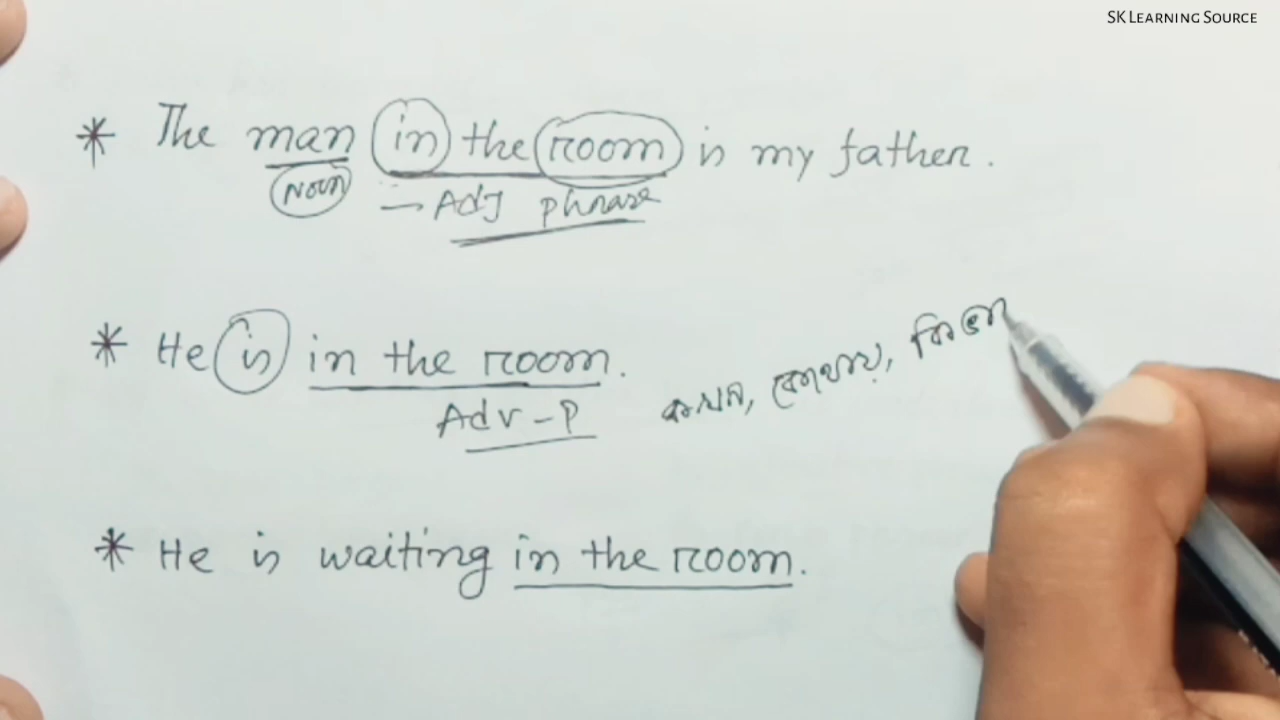 SK Learning Source
* The man in the room is my father.
Noun → Adj phrase
* He is in the room.
Adv-P কখন, কোথায়, কিভাবে
* He is waiting in the room.